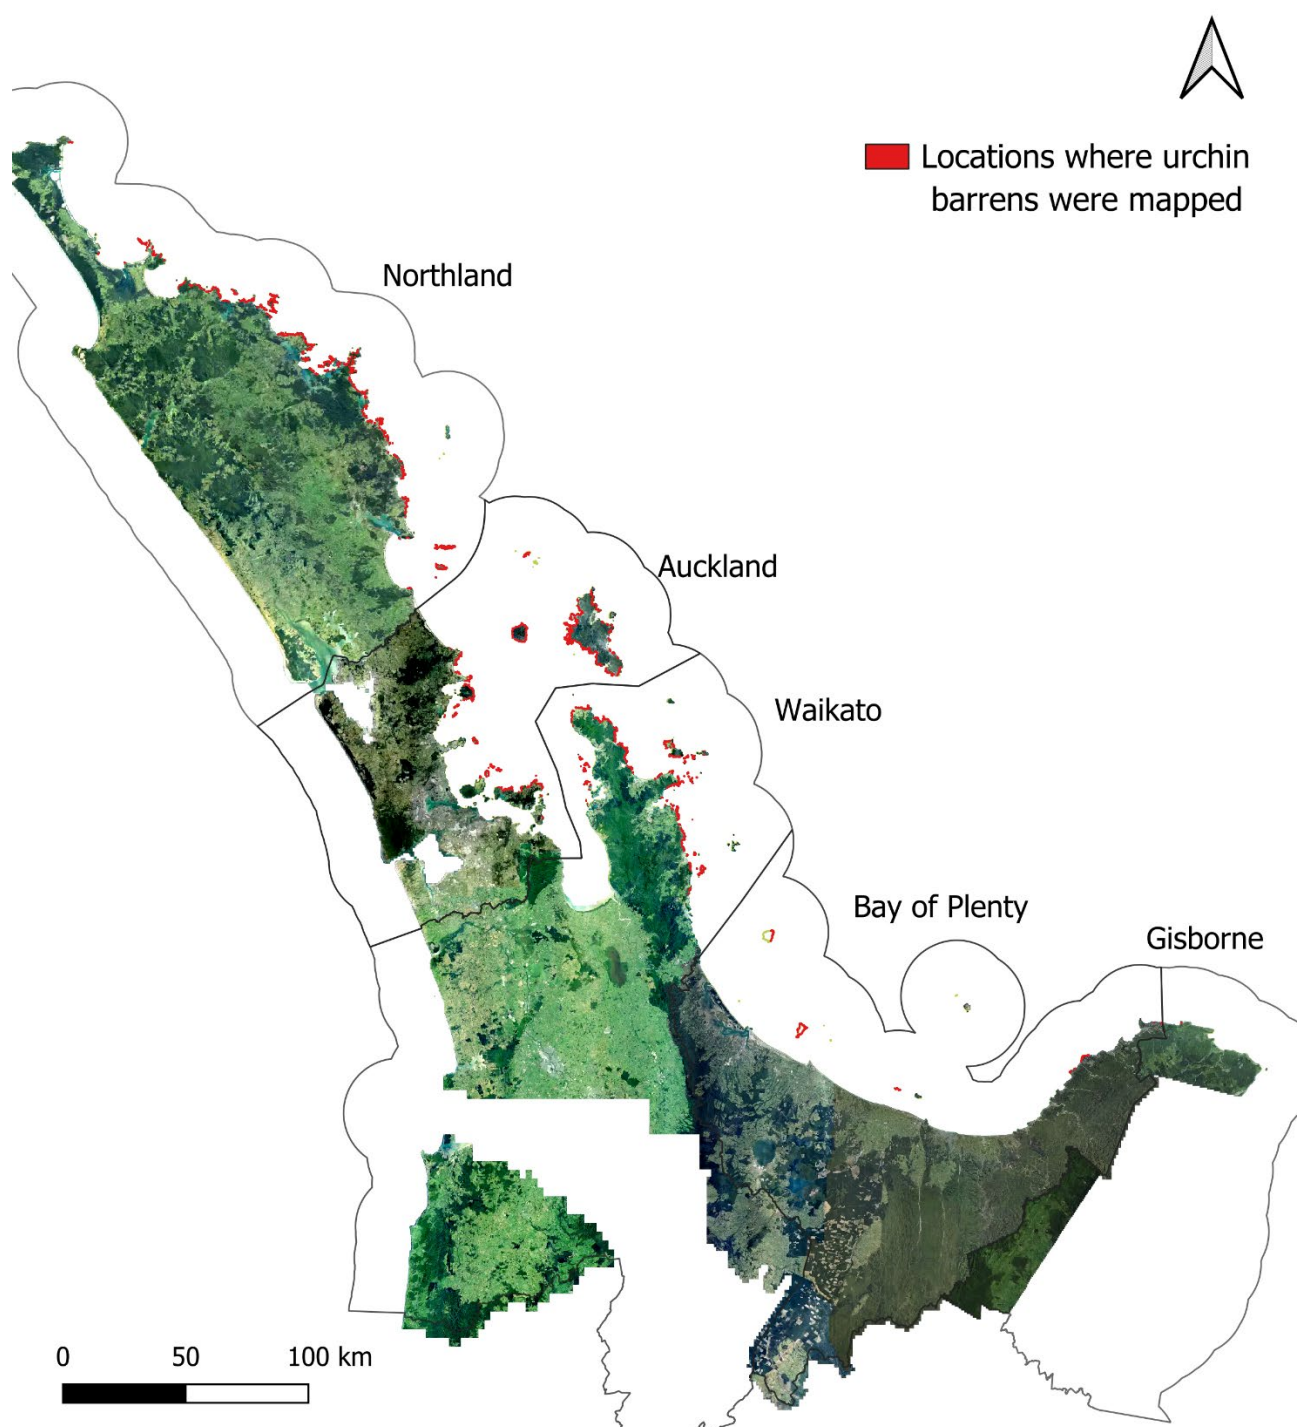 Locations where urchin
barrens were mapped
Northland
Auckland
Waikato
Bay of Plenty
Gisborne
0 50 100 km